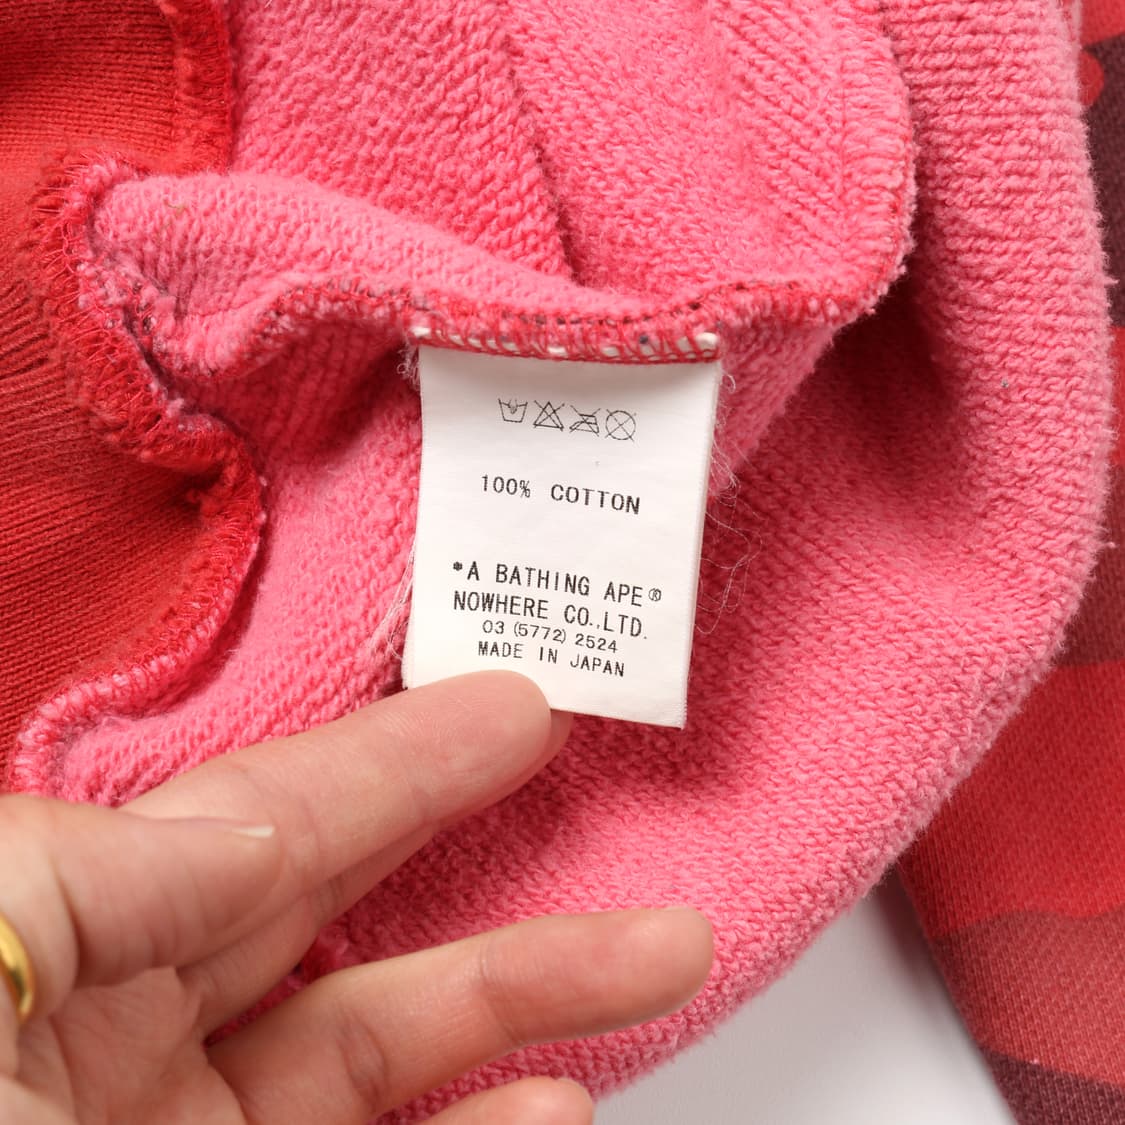 100% COTTON
*A BATHING APE®
NOWHERE CO.,LTD.
03 (5772) 2524
MADE IN JAPAN